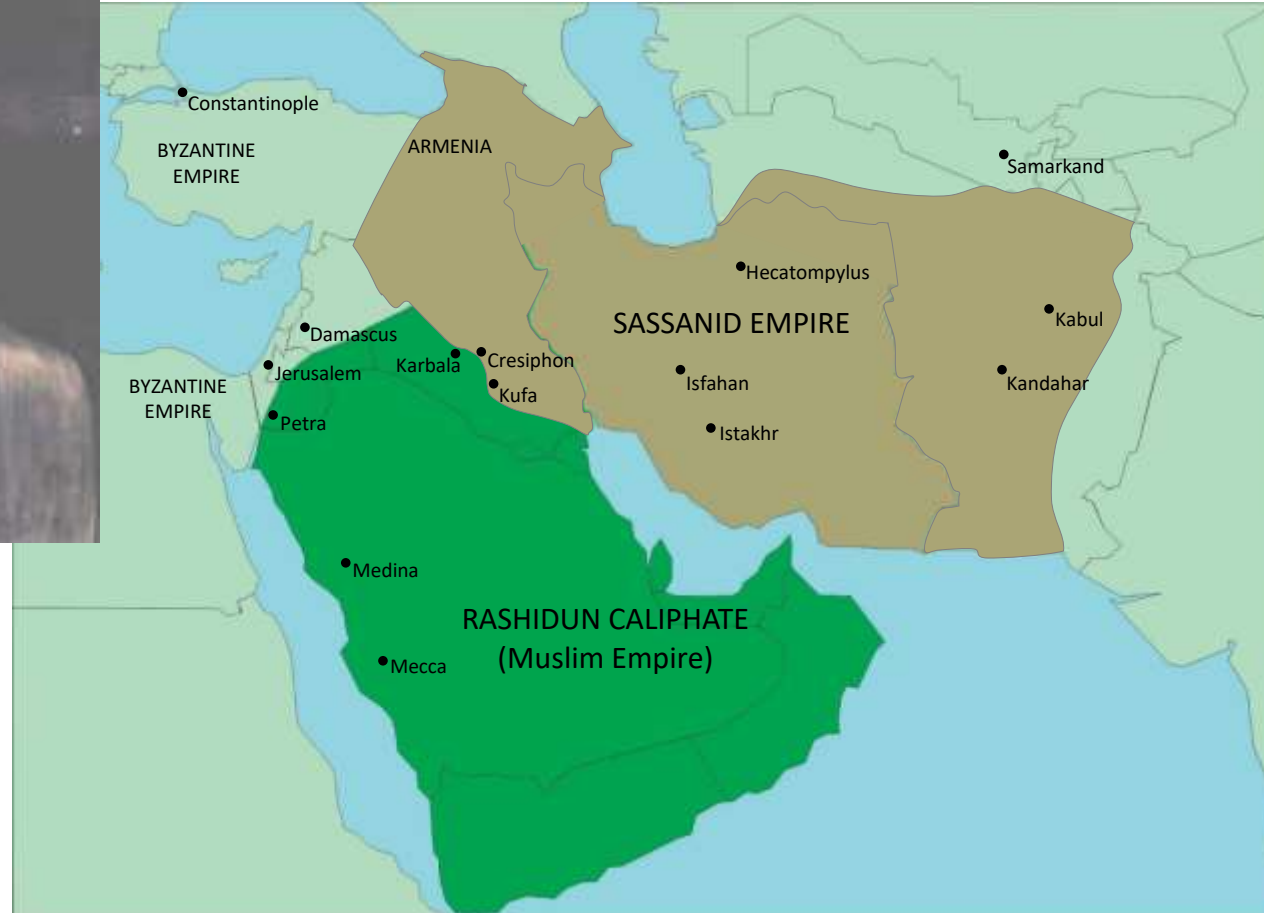 Constantinople
BYZANTINE
EMPIRE
ARMENIA
Samarkand
Hecatompylus
SASSANID EMPIRE
Kabul
Damascus
Karbala
Cresiphon
Jerusalem
Isfahan
Kandahar
BYZANTINE
EMPIRE
Kufa
Petra
Istakhr
Medina
RASHIDUN CALIPHATE
(Muslim Empire)
Mecca